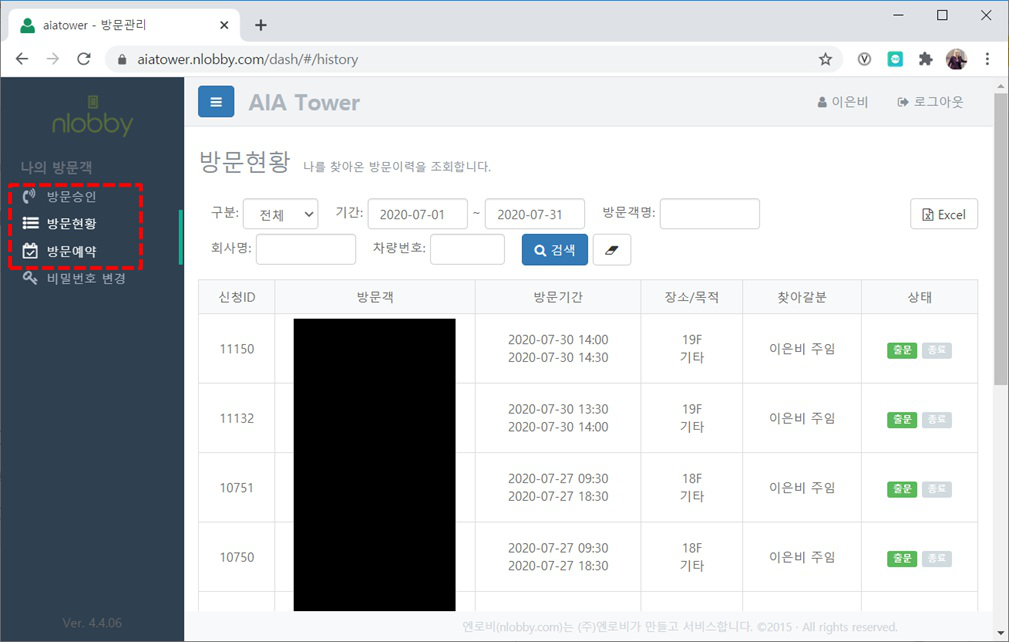 aiatower - 방문관리
aiatower.nlobby.com/dash/#/history
nlobby
AIA Tower
이은비
로그아웃
나의 방문객
방문승인
방문현황
방문예약
비밀번호 변경
Ver. 4.4.06
방문현황 나를 찾아온 방문이력을 조회합니다.
구분: 전체 기간: 2020-07-01 ~ 2020-07-31 방문객명: Excel
회사명: 차량번호: 검색
신청ID 방문객 방문기간 장소/목적 찾아갈분 상태
11150 2020-07-30 14:00 19F 이은비 주임 출문 종료
2020-07-30 14:30 기타
11132 2020-07-30 13:30 19F 이은비 주임 출문 종료
2020-07-30 14:00 기타
10751 2020-07-27 09:30 18F 이은비 주임 출문 종료
2020-07-27 18:30 기타
10750 2020-07-27 09:30 18F 이은비 주임 출문 종료
2020-07-27 18:30 기타
엔로비(nlobby.com)는 (주)엔로비가 만들고 서비스합니다. ©2015 · All rights reserved.